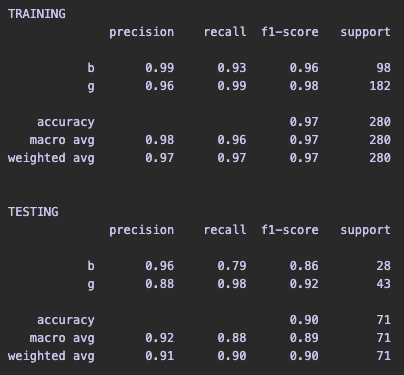 TRAINING
precision recall f1-score support
b 0.99 0.93 0.96 98
g 0.96 0.99 0.98 182
accuracy 0.97 280
macro avg 0.98 0.96 0.97 280
weighted avg 0.97 0.97 0.97 280
TESTING
precision recall f1-score support
b 0.96 0.79 0.86 28
g 0.88 0.98 0.92 43
accuracy 0.90 71
macro avg 0.92 0.88 0.89 71
weighted avg 0.91 0.90 0.90 71